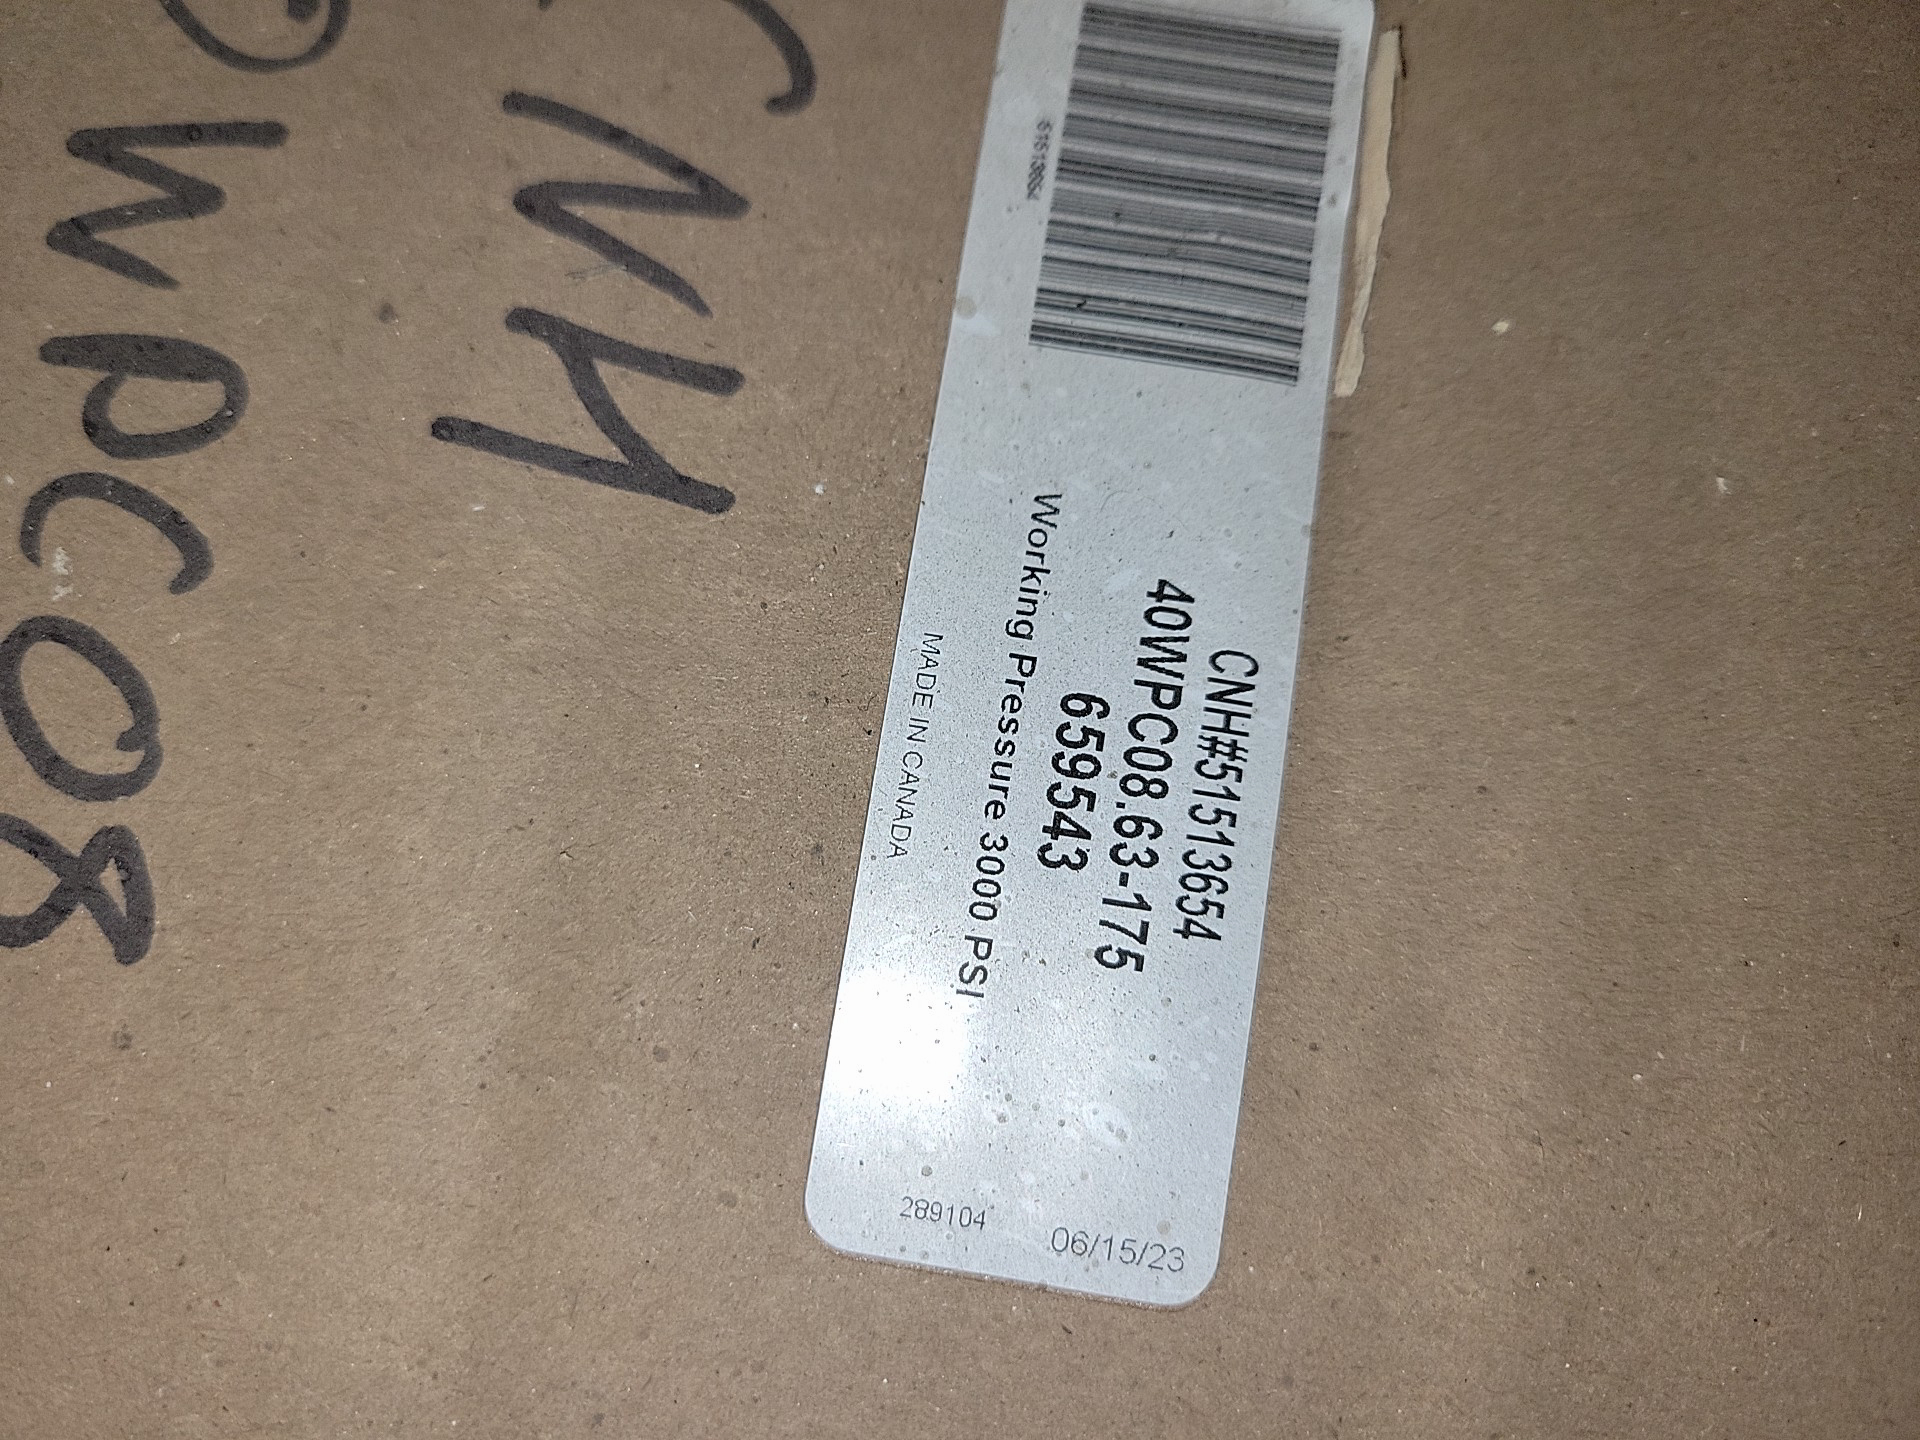 CNH#51513654
40WPC08.63-175
659543
Working Pressure 3000 PSI
MADE IN CANADA
06/15/23
289104
51513654
CNH
WPC08